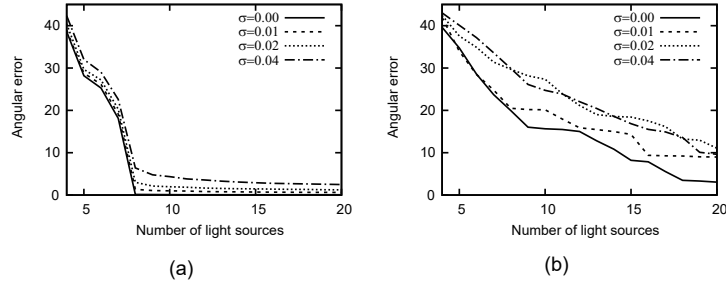 40
30
20
10
0
Angular error
σ=0.00
σ=0.01
σ=0.02
σ=0.04
5
10
15
20
Number of light sources
(a)
40
30
20
10
0
Angular error
σ=0.00
σ=0.01
σ=0.02
σ=0.04
5
10
15
20
Number of light sources
(b)